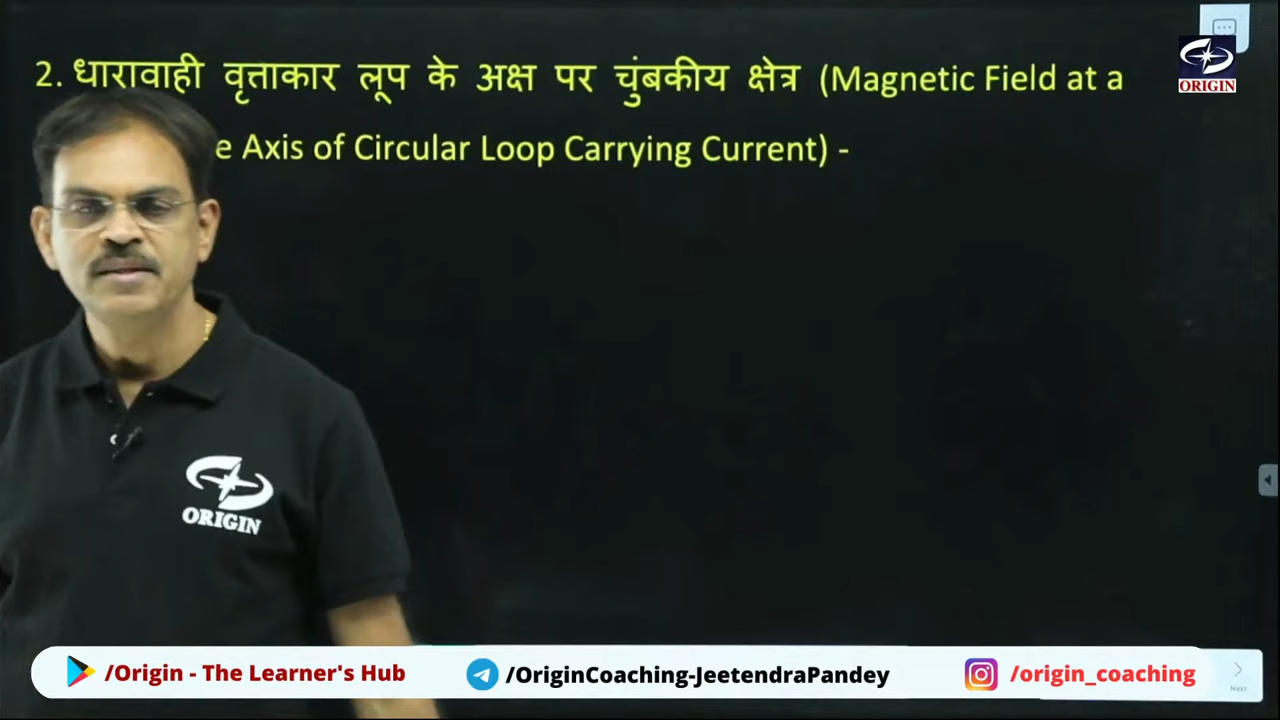 2. धारावाही वृत्ताकार लूप के अक्ष पर चुंबकीय क्षेत्र (Magnetic Field at a
Axis of Circular Loop Carrying Current) -
ORIGIN
ORIGIN
/Origin - The Learner's Hub
/OriginCoaching-JeetendraPandey
/origin_coaching
Next